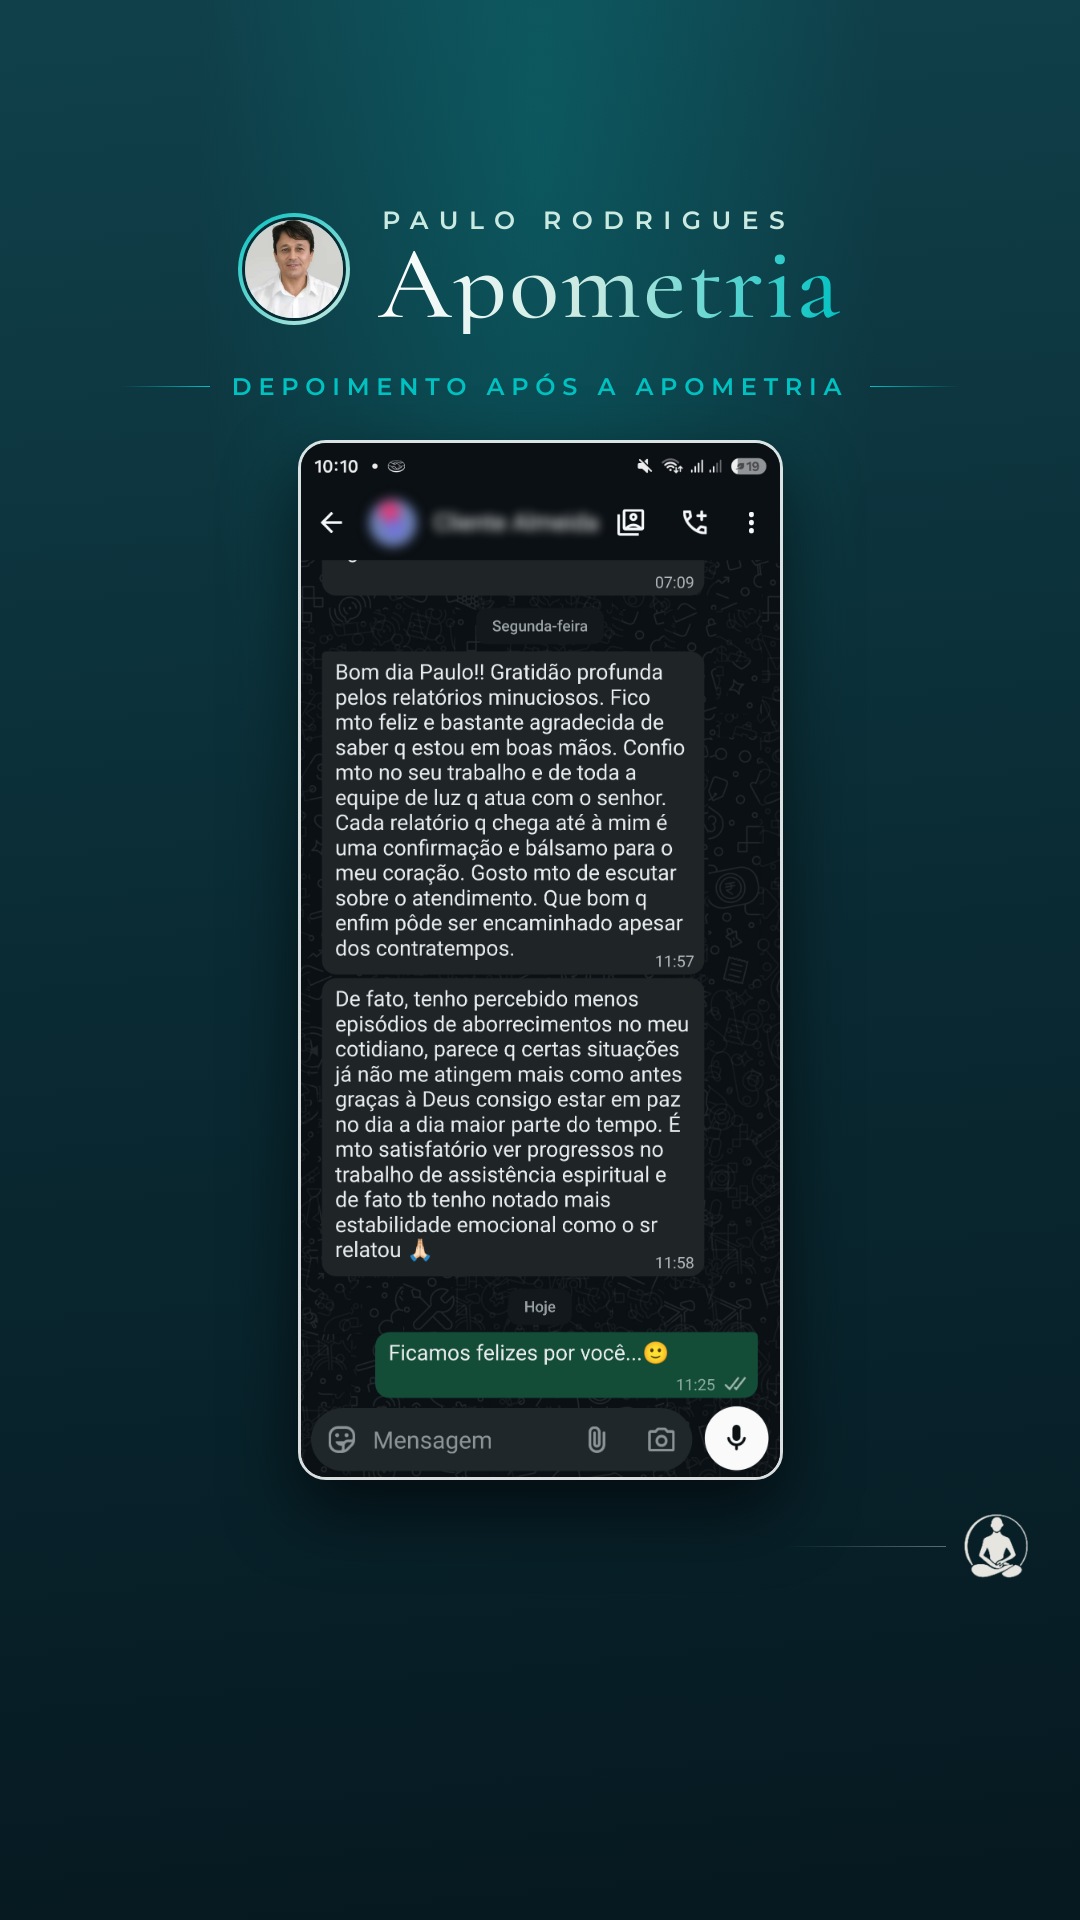 PAULO RODRIGUES
Apometria
DEPOIMENTO APÓS A APOMETRIA
10:10
19
07:09
Segunda-feira
Bom dia Paulo!! Gratidão profunda
pelos relatórios minuciosos. Fico
mto feliz e bastante agradecida de
saber q estou em boas mãos. Confio
mto no seu trabalho e de toda a
equipe de luz q atua com o senhor.
Cada relatório q chega até à mim é
uma confirmação e bálsamo para o
meu coração. Gosto mto de escutar
sobre o atendimento. Que bom q
enfim pôde ser encaminhado apesar
dos contratempos.
11:57
De fato, tenho percebido menos
episódios de aborrecimentos no meu
cotidiano, parece q certas situações
já não me atingem mais como antes
graças à Deus consigo estar em paz
no dia a dia maior parte do tempo. É
mto satisfatório ver progressos no
trabalho de assistência espiritual e
de fato tb tenho notado mais
estabilidade emocional como o sr
relatou 🙏🏻
11:58
Hoje
Ficamos felizes por você...🙂
11:25
Mensagem